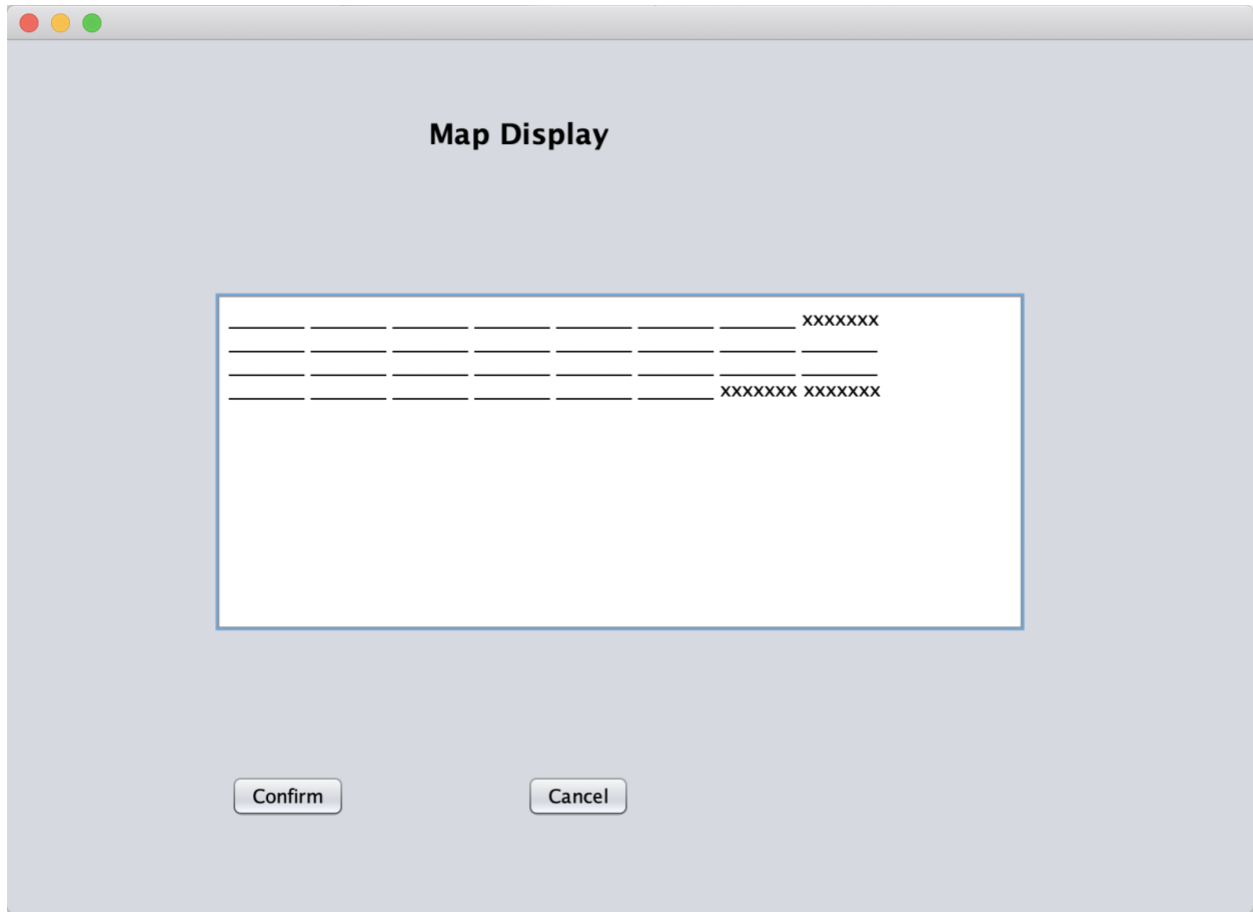 Map Display
_______ _______ _______ _______ _______ _______ _______ xxxxxxx
_______ _______ _______ _______ _______ _______ _______ _______
_______ _______ _______ _______ _______ _______ _______ _______
_______ _______ _______ _______ _______ _______ xxxxxxx xxxxxxx
Confirm Cancel